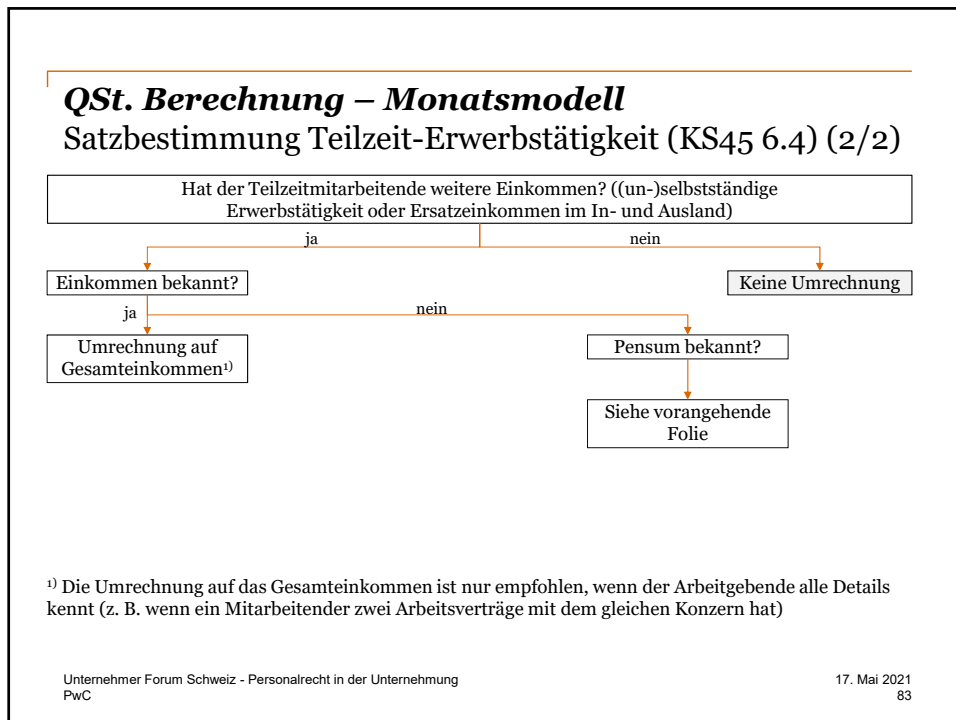 QSt. Berechnung – Monatsmodell
Satzbestimmung Teilzeit-Erwerbstätigkeit (KS45 6.4) (2/2)
Hat der Teilzeitmitarbeitende weitere Einkommen? ((un-)selbstständige
Erwerbstätigkeit oder Ersatzeinkommen im In- und Ausland)
ja
nein
Einkommen bekannt?
Keine Umrechnung
ja
nein
Umrechnung auf
Gesamteinkommen¹⁾
Pensum bekannt?
Siehe vorangehende
Folie
¹⁾ Die Umrechnung auf das Gesamteinkommen ist nur empfohlen, wenn der Arbeitgebende alle Details
kennt (z. B. wenn ein Mitarbeitender zwei Arbeitsverträge mit dem gleichen Konzern hat)
Unternehmer Forum Schweiz - Personalrecht in der Unternehmung
17. Mai 2021
PwC
83